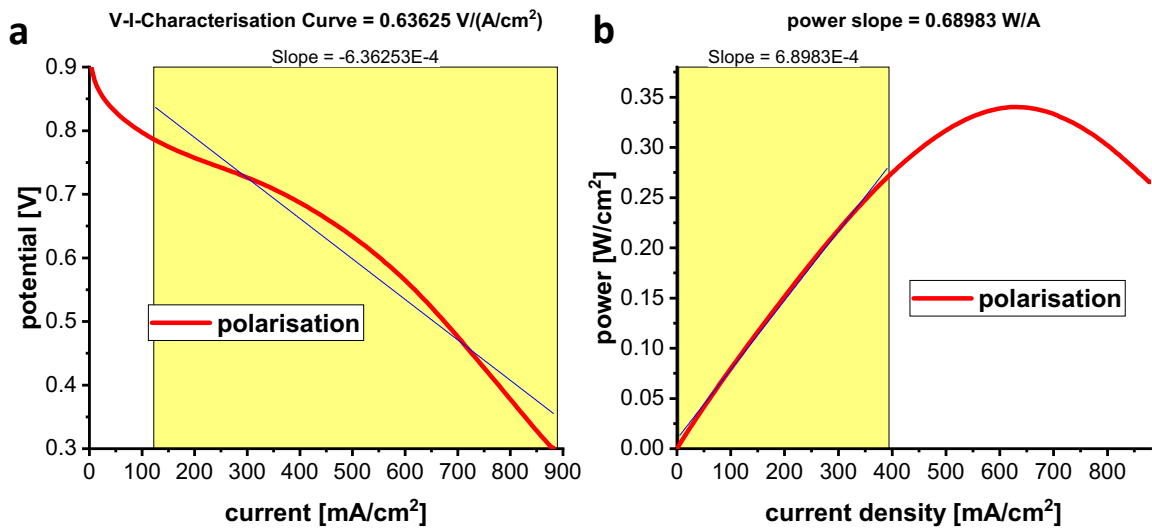 a
V-I-Characterisation Curve = 0.63625 V/(A/cm²)
Slope = -6.36253E-4
0.9
0.8
0.7
0.6
0.5
0.4
0.3
potential [V]
polarisation
0 100 200 300 400 500 600 700 800 900
current [mA/cm²]
b
power slope = 0.68983 W/A
Slope = 6.8983E-4
0.35
0.30
0.25
0.20
0.15
0.10
0.05
0.00
power [W/cm²]
polarisation
0 100 200 300 400 500 600 700 800
current density [mA/cm²]